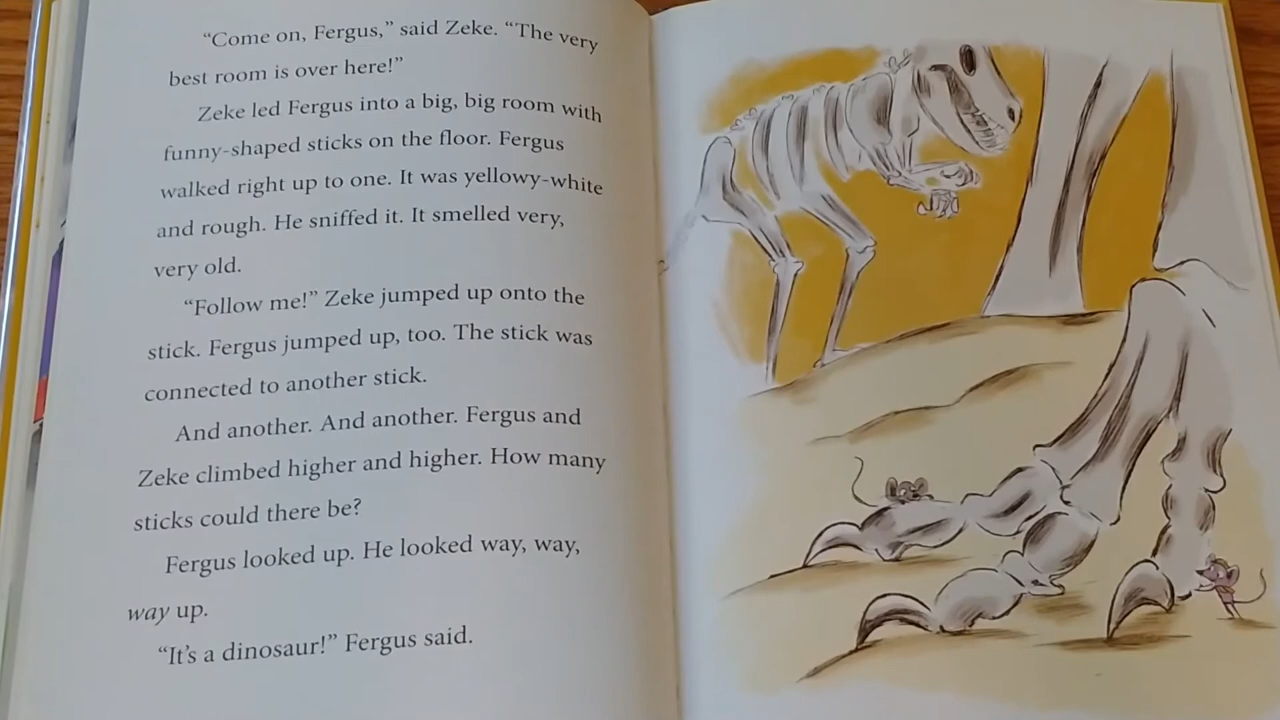 “Come on, Fergus,” said Zeke. “The very
best room is over here!”
Zeke led Fergus into a big, big room with
funny-shaped sticks on the floor. Fergus
walked right up to one. It was yellowy-white
and rough. He sniffed it. It smelled very,
very old.
“Follow me!” Zeke jumped up onto the
stick. Fergus jumped up, too. The stick was
connected to another stick.
And another. And another. Fergus and
Zeke climbed higher and higher. How many
sticks could there be?
Fergus looked up. He looked way, way,
way up.
“It’s a dinosaur!” Fergus said.